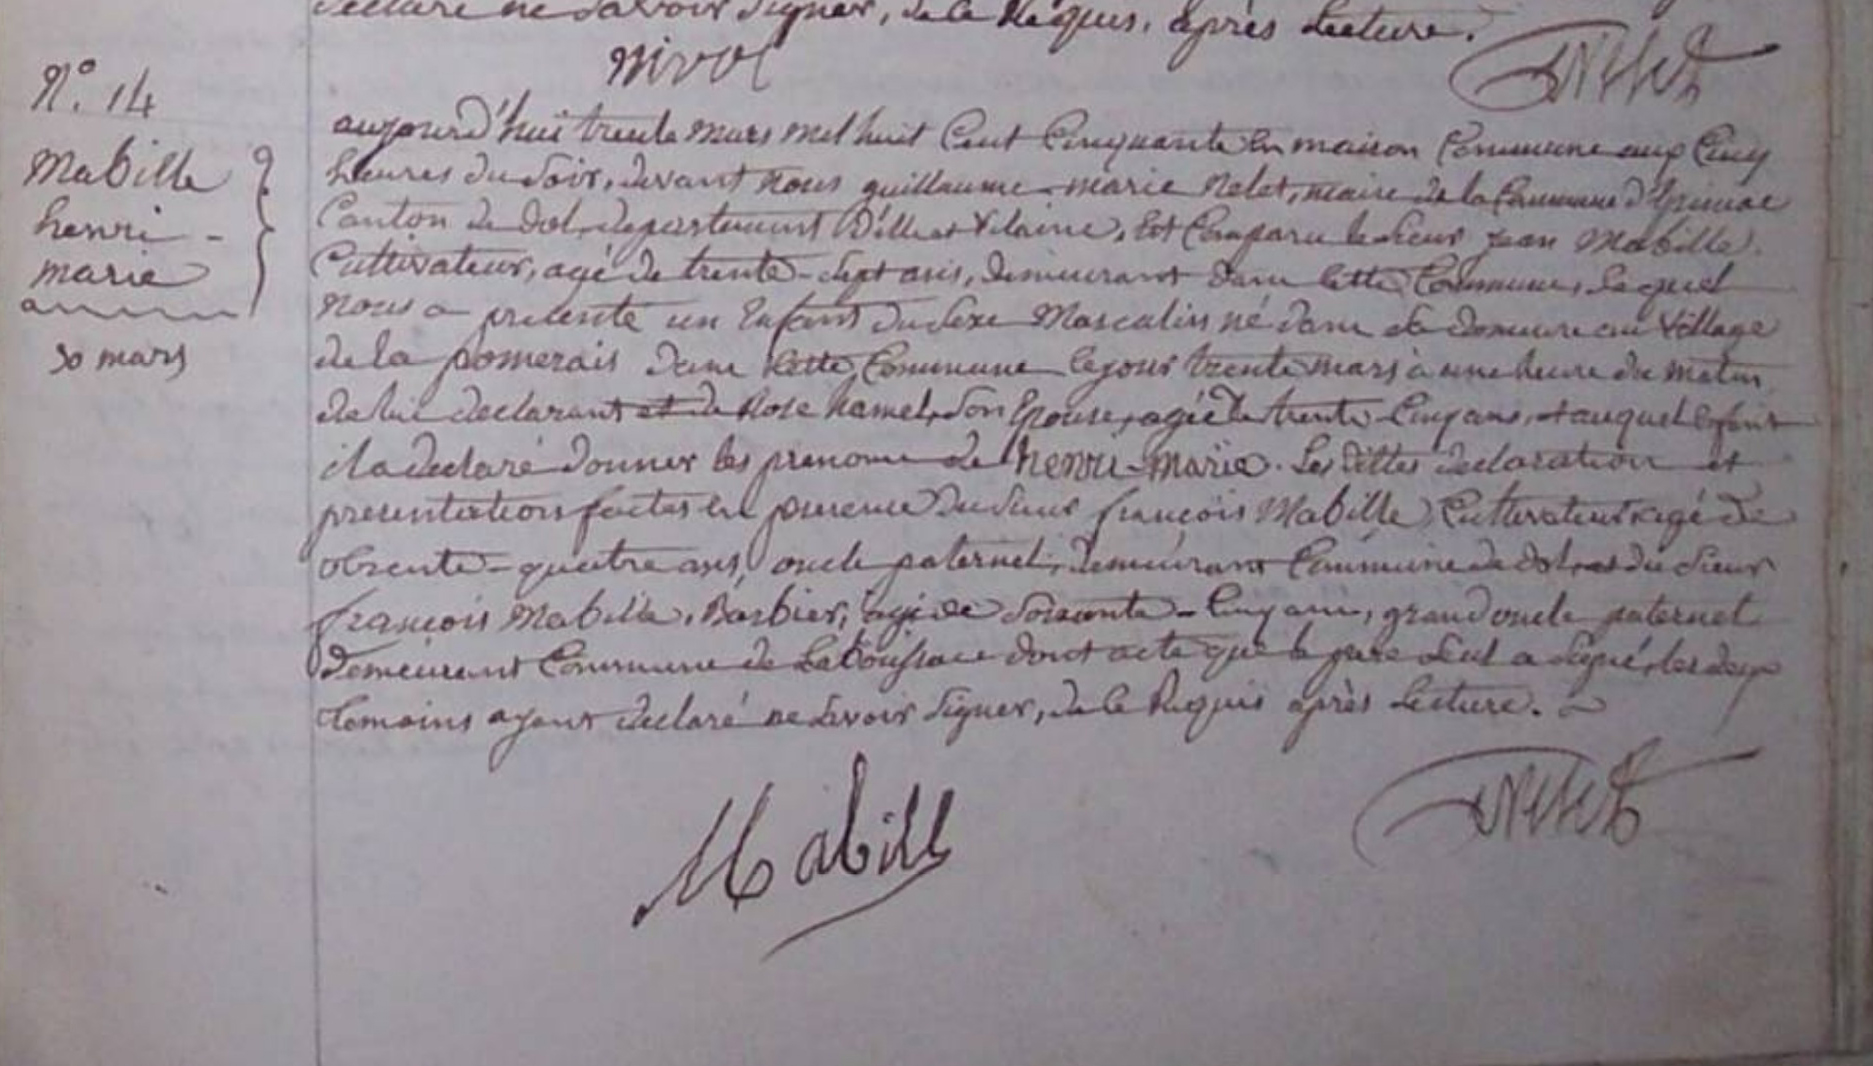 declaré ne Savoir Signer, de ce Requis, après Lecture.
nivol
N°. 14
Mabille
henri -
marie
30 mars
aujourd'hui trente mars mil huit Cent Cinquante En maison Commune aux Cinq
heures du Soir, devant nous guillaume-marie Nelet, maire de la Commune d'Epiniac
Canton de dol, departement D'ille et Vilaine, Est Comparu le Sieur jean Mabille.
Cultivateur, agé de trente-Sept ans, demeurant dans Cette Commune, lequel
nous a présenté un Enfant du Sexe Masculin né dans Sa demeure au Village
de la pomerais dans Cette Commune le jour trente mars à une heure du matin
de lui declarant et de Rose hamel, Son Epouse, agée de trente-Cinq ans, et auquel Enfant
il a declaré donner les prenoms de henri-marie. Les dittes declaration et
presentation faites En presence du Sieur françois Mabille Cultivateur agé de
trente-quatre ans, oncle paternel, demeurant Commune de dol, et du Sieur
françois Mabille, Barbier, agé de Soixante-Cinq ans, grand oncle paternel
demeurant Commune de La Boussac dont acte que le pere Seul a Signé, les deux
temoins ayant declaré ne Savoir Signer, de ce Requis après Lecture.
Mabille
Nelet